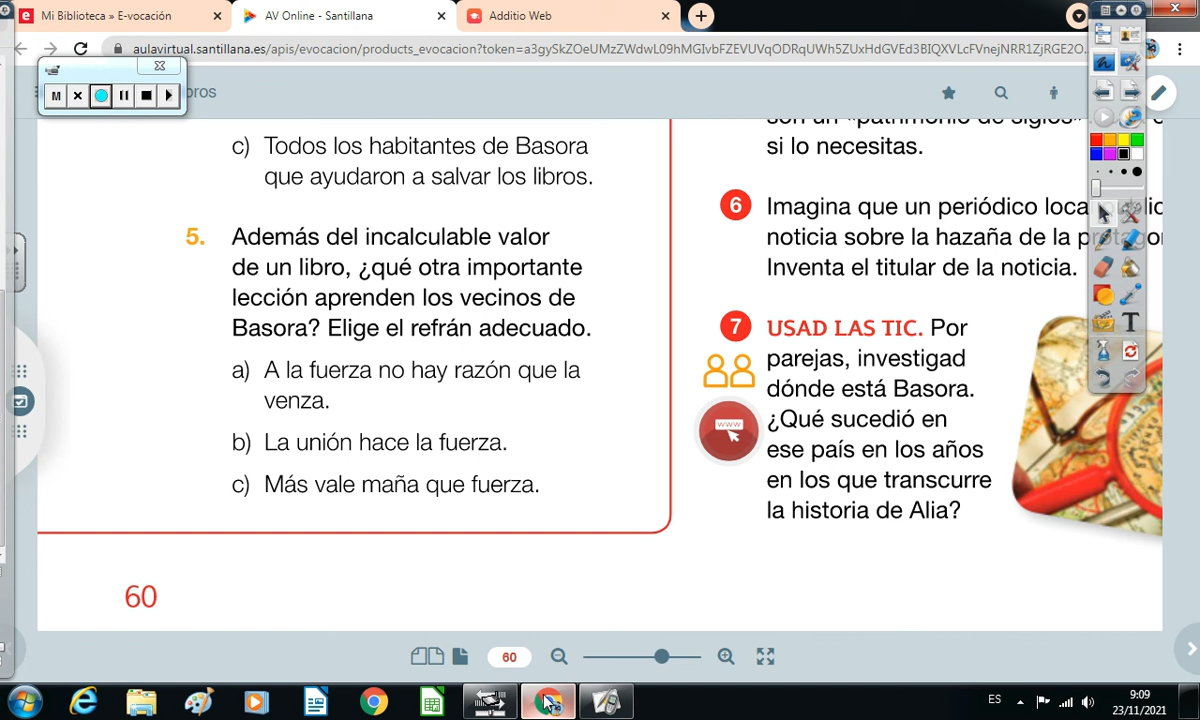 Mi Biblioteca » E-vocación
AV Online - Santillana
Additio Web
aulavirtual.santillana.es/apis/evocacion/products_evocacion?token=a3gySkZOeUMzZWdwL09hMGIvbFZEVUVqODRqUWh5ZUxHdGVEd3BIQXVLcFVnejNRR1ZjRGE2O...
M
bros
c) Todos los habitantes de Basora
que ayudaron a salvar los libros.
5. Además del incalculable valor
de un libro, ¿qué otra importante
lección aprenden los vecinos de
Basora? Elige el refrán adecuado.
a) A la fuerza no hay razón que la
venza.
b) La unión hace la fuerza.
c) Más vale maña que fuerza.
60
son un «patrimonio de siglos»
si lo necesitas.
6 Imagina que un periódico loca
noticia sobre la hazaña de la
Inventa el titular de la noticia.
7 USAD LAS TIC. Por
parejas, investigad
dónde está Basora.
¿Qué sucedió en
ese país en los años
en los que transcurre
la historia de Alia?
www
T
60
ES
9:09
23/11/2021